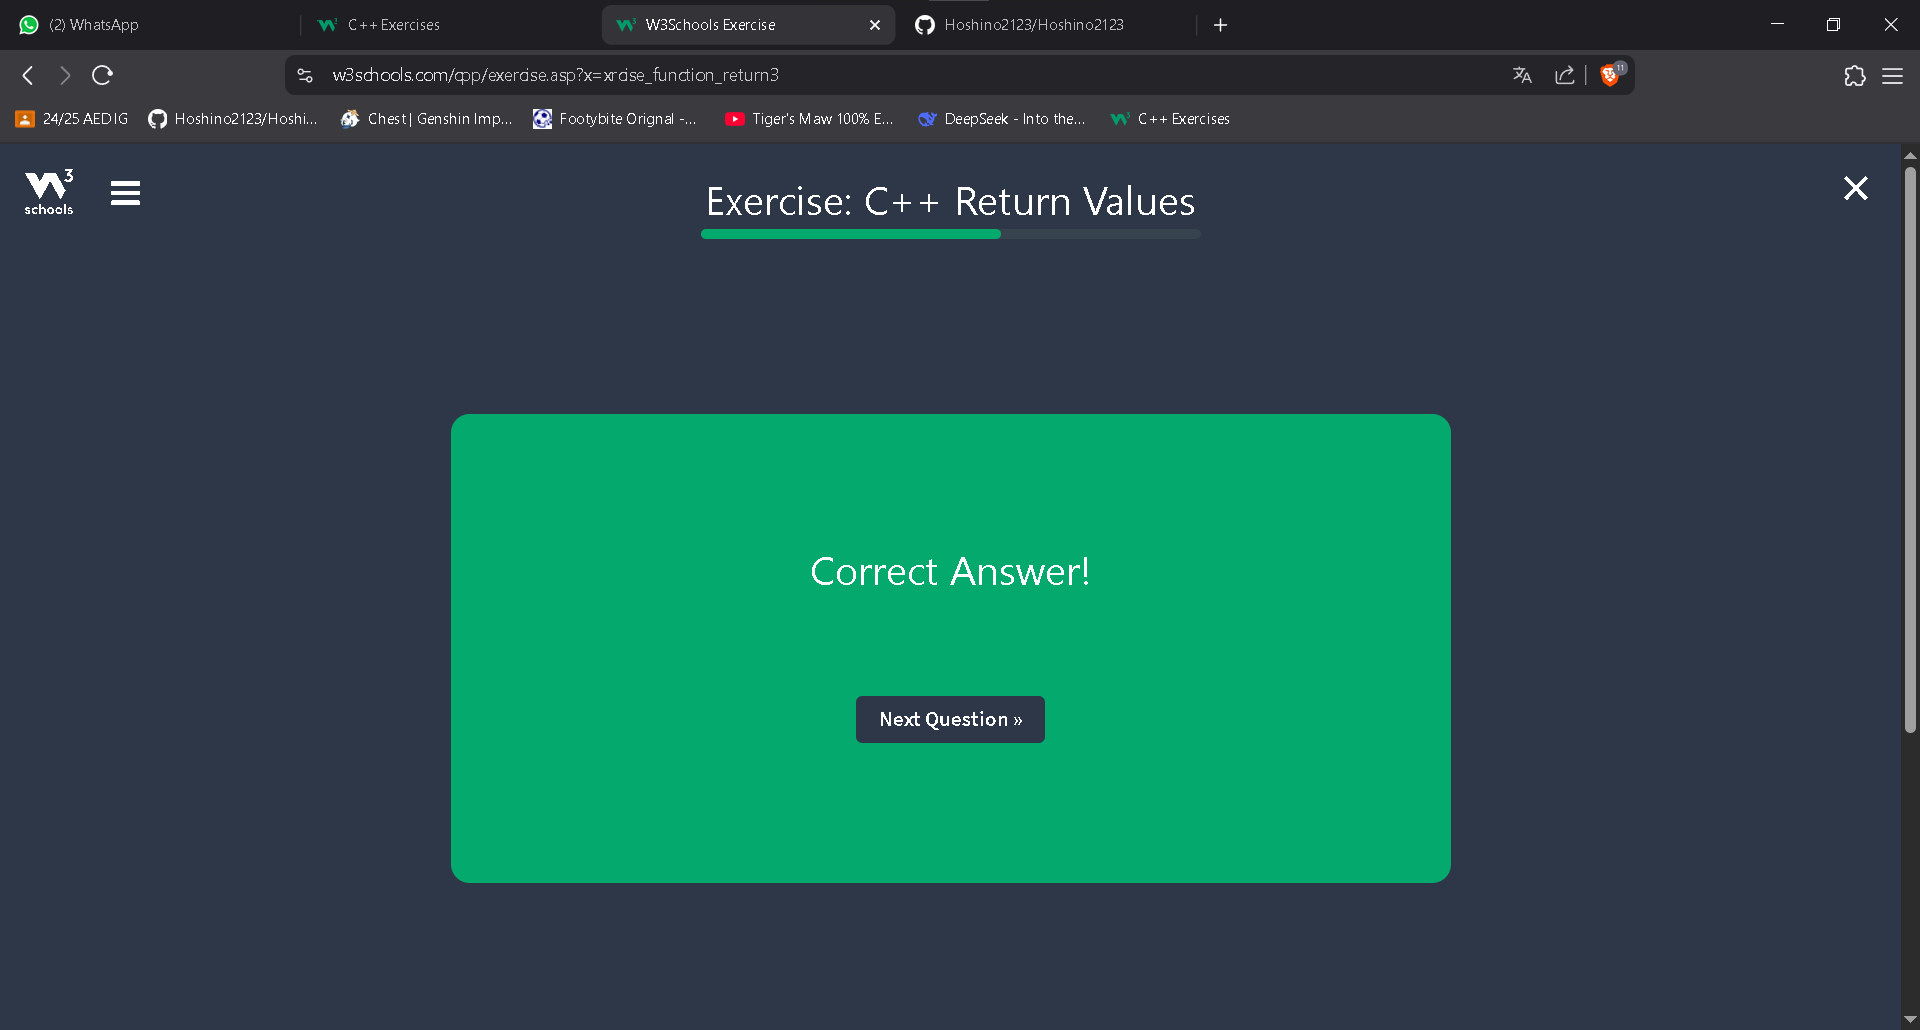 (2) WhatsApp
C++ Exercises
W3Schools Exercise
Hoshino2123/Hoshino2123
w3schools.com/cpp/exercise.asp?x=xrcise_function_return3
11
24/25 AEDIG
Hoshino2123/Hoshi...
Chest | Genshin Imp...
Footybite Orignal -...
Tiger's Maw 100% E...
DeepSeek - Into the...
C++ Exercises
W3
schools
Exercise: C++ Return Values
Correct Answer!
Next Question »